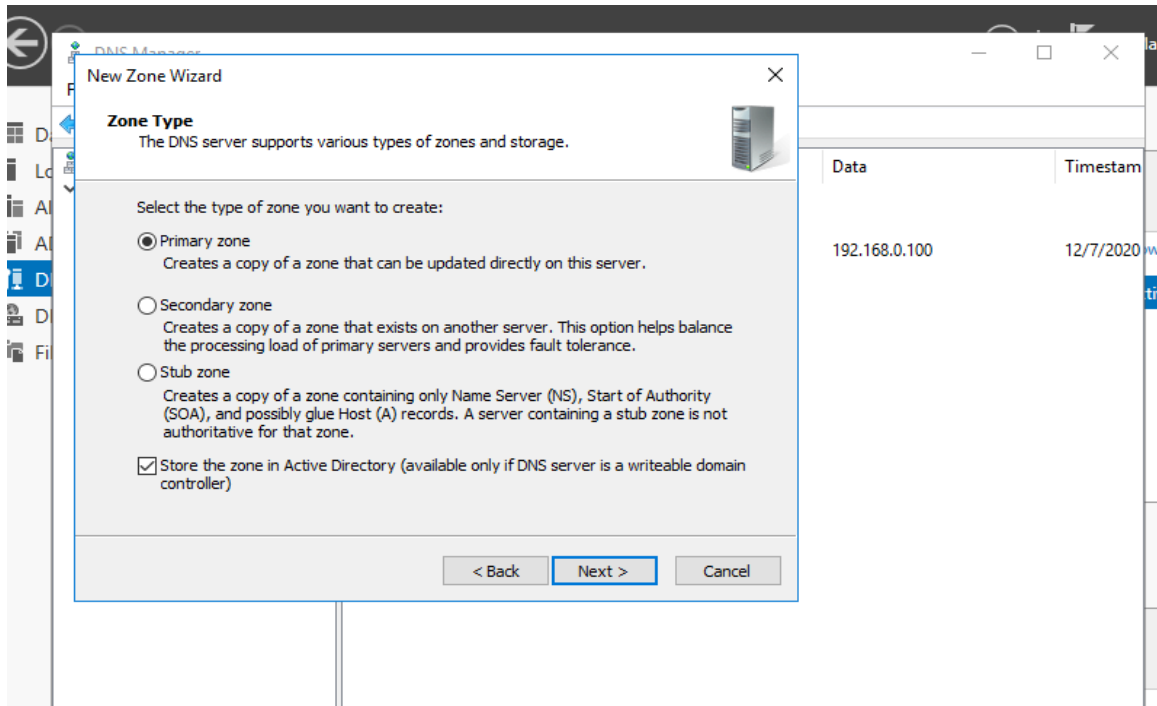 DNS Manager
New Zone Wizard
Zone Type
The DNS server supports various types of zones and storage.
Data
Timestam
Select the type of zone you want to create:
Primary zone
Creates a copy of a zone that can be updated directly on this server.
192.168.0.100
12/7/2020
Secondary zone
Creates a copy of a zone that exists on another server. This option helps balance
the processing load of primary servers and provides fault tolerance.
Stub zone
Creates a copy of a zone containing only Name Server (NS), Start of Authority
(SOA), and possibly glue Host (A) records. A server containing a stub zone is not
authoritative for that zone.
Store the zone in Active Directory (available only if DNS server is a writeable domain
controller)
< Back
Next >
Cancel